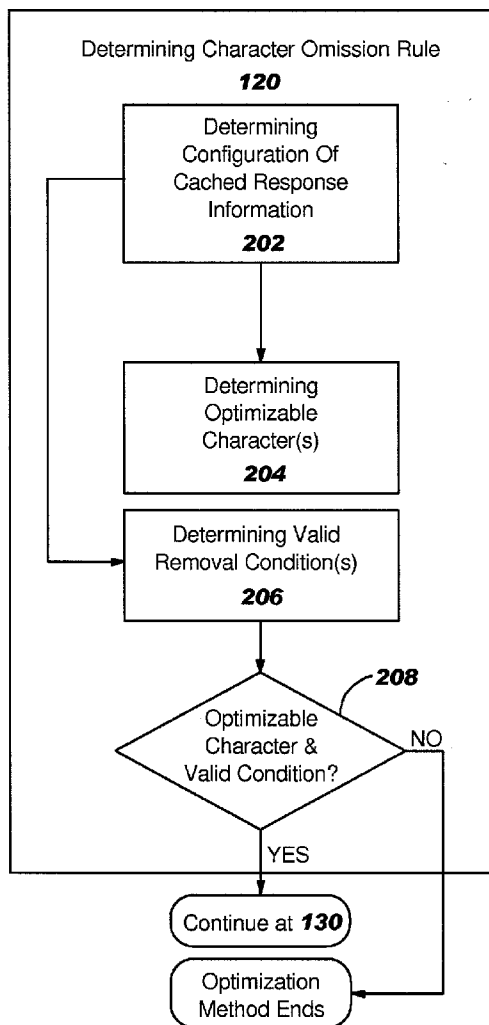 Determining Character Omission Rule
120
Determining
Configuration Of
Cached Response
Information
202
Determining
Optimizable
Character(s)
204
Determining Valid
Removal Condition(s)
206
208
Optimizable
Character &
Valid Condition?
NO
YES
Continue at 130
Optimization
Method Ends